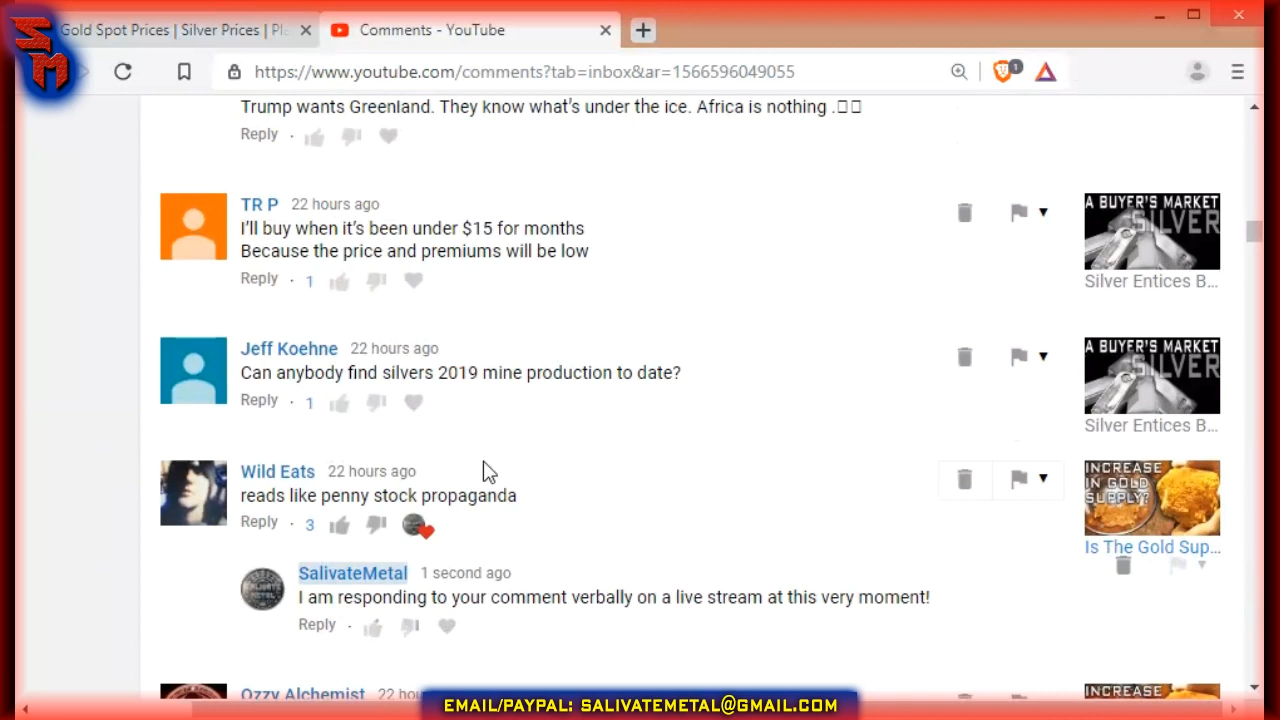 SM
Gold Spot Prices | Silver Prices | Pl
Comments - YouTube
https://www.youtube.com/comments?tab=inbox&ar=1566596049055
1
Trump wants Greenland. They know what's under the ice. Africa is nothing .
Reply
TR P 22 hours ago
I'll buy when it's been under $15 for months
Because the price and premiums will be low
Reply · 1
A BUYER'S MARKET
SILVER
Silver Entices B...
Jeff Koehne 22 hours ago
Can anybody find silvers 2019 mine production to date?
Reply · 1
A BUYER'S MARKET
SILVER
Silver Entices B...
Wild Eats 22 hours ago
reads like penny stock propaganda
Reply · 3
INCREASE
IN GOLD
SUPPLY?
Is The Gold Sup...
SalivateMetal 1 second ago
I am responding to your comment verbally on a live stream at this very moment!
Reply ·
Ozzy Alchemist 22 hou
INCREASE
EMAIL/PAYPAL: SALIVATEMETAL@GMAIL.COM